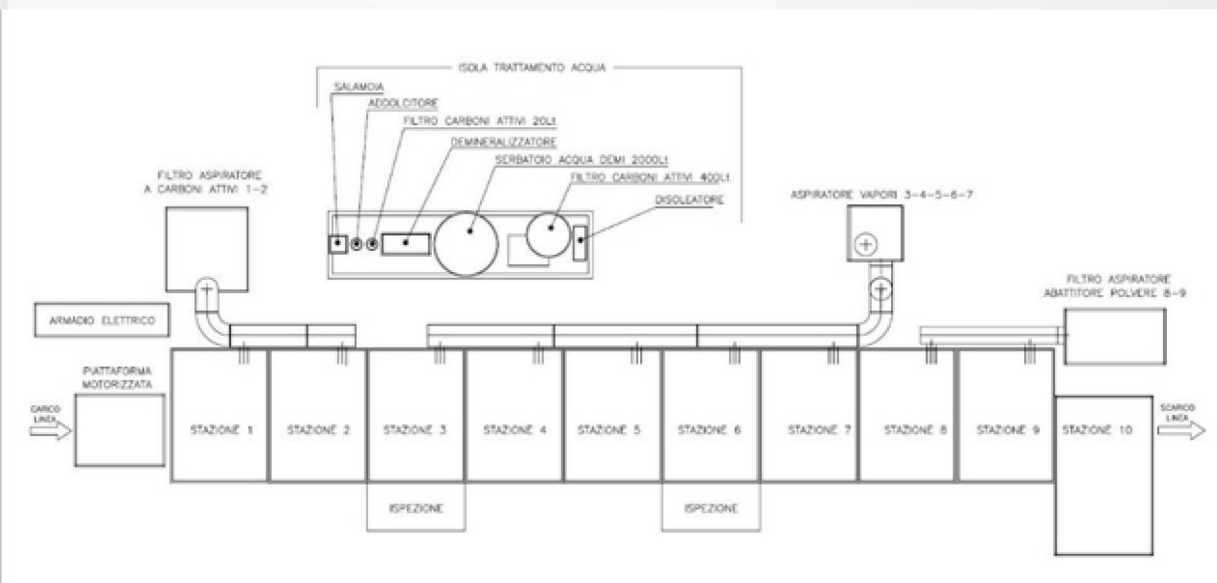 ISOLA TRATTAMENTO ACQUA
SALAMOIA
ADDOLCITORE
FILTRO CARBONI ATTIVI 20Lt
DEMINERALIZZATORE
SERBATOIO ACQUA DEMI 2000Lt
FILTRO CARBONI ATTIVI 400Lt
DISOLEATORE
FILTRO ASPIRATORE
A CARBONI ATTIVI 1-2
ASPIRATORE VAPORI 3-4-5-6-7
FILTRO ASPIRATORE
ABATTITORE POLVERE 8-9
ARMADIO ELETTRICO
PIATTAFORMA
MOTORIZZATA
CARICO
LINEA
STAZIONE 1
STAZIONE 2
STAZIONE 3
STAZIONE 4
STAZIONE 5
STAZIONE 6
STAZIONE 7
STAZIONE 8
STAZIONE 9
STAZIONE 10
SCARICO
LINEA
ISPEZIONE
ISPEZIONE